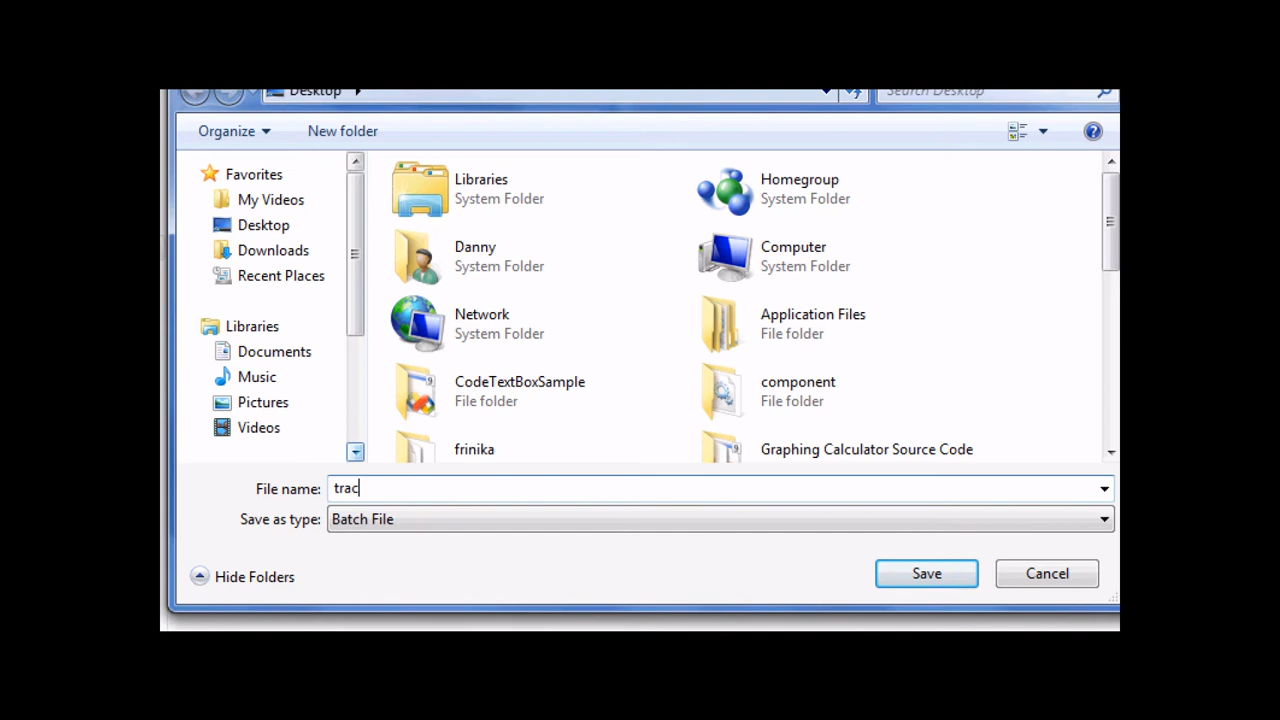 Desktop
Search Desktop
Organize New folder
Favorites
My Videos
Desktop
Downloads
Recent Places
Libraries
Documents
Music
Pictures
Videos
Libraries
System Folder
Homegroup
System Folder
Danny
System Folder
Computer
System Folder
Network
System Folder
Application Files
File folder
CodeTextBoxSample
File folder
component
File folder
frinika
Graphing Calculator Source Code
File name: trac
Save as type: Batch File
Hide Folders Save Cancel